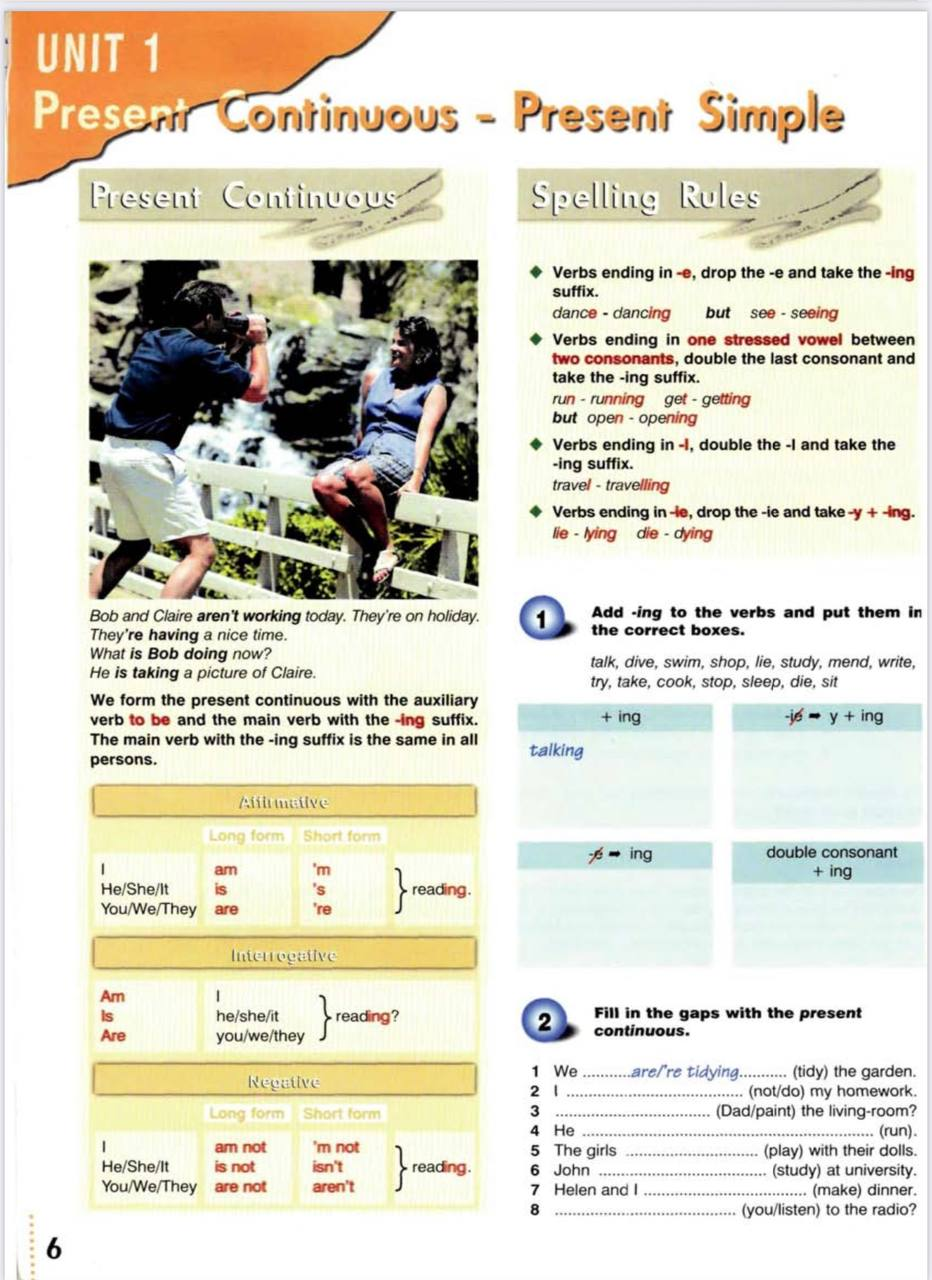 UNIT 1
Present Continuous - Present Simple
Present Continuous
Bob and Claire aren't working today. They're on holiday.
They're having a nice time.
What is Bob doing now?
He is taking a picture of Claire.
We form the present continuous with the auxiliary
verb to be and the main verb with the -ing suffix.
The main verb with the -ing suffix is the same in all
persons.
Affirmative
Long form Short form
I am 'm
He/She/It is 's } reading.
You/We/They are 're
Interrogative
Am I
Is he/she/it } reading?
Are you/we/they
Negative
Long form Short form
I am not 'm not
He/She/It is not isn't } reading.
You/We/They are not aren't
6
Spelling Rules
◆ Verbs ending in -e, drop the -e and take the -ing
suffix.
dance - dancing but see - seeing
◆ Verbs ending in one stressed vowel between
two consonants, double the last consonant and
take the -ing suffix.
run - running get - getting
but open - opening
◆ Verbs ending in -l, double the -l and take the
-ing suffix.
travel - travelling
◆ Verbs ending in -ie, drop the -ie and take -y + -ing.
lie - lying die - dying
1 Add -ing to the verbs and put them in
the correct boxes.
talk, dive, swim, shop, lie, study, mend, write,
try, take, cook, stop, sleep, die, sit
+ ing
talking
-ie ➡ y + ing
-e ➡ ing
double consonant
+ ing
2 Fill in the gaps with the present
continuous.
1 We ..........are/'re tidying.......... (tidy) the garden.
2 I ........................................ (not/do) my homework.
3 ................................... (Dad/paint) the living-room?
4 He .................................................................. (run).
5 The girls .............................. (play) with their dolls.
6 John ...................................... (study) at university.
7 Helen and I ..................................... (make) dinner.
8 ......................................... (you/listen) to the radio?